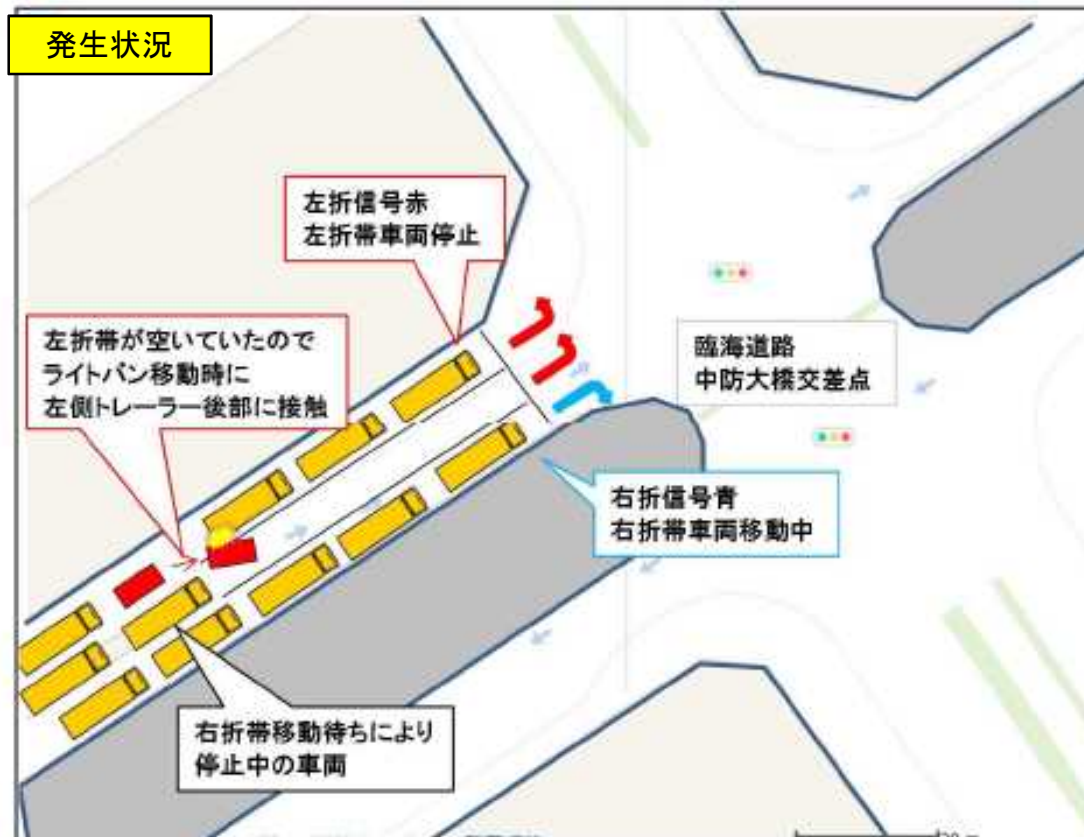 発生状況
左折信号赤
左折帯車両停止
左折帯が空いていたので
ライトバン移動時に
左側トレーラー後部に接触
臨海道路
中防大橋交差点
右折信号青
右折帯車両移動中
右折帯移動待ちにより
停止中の車両